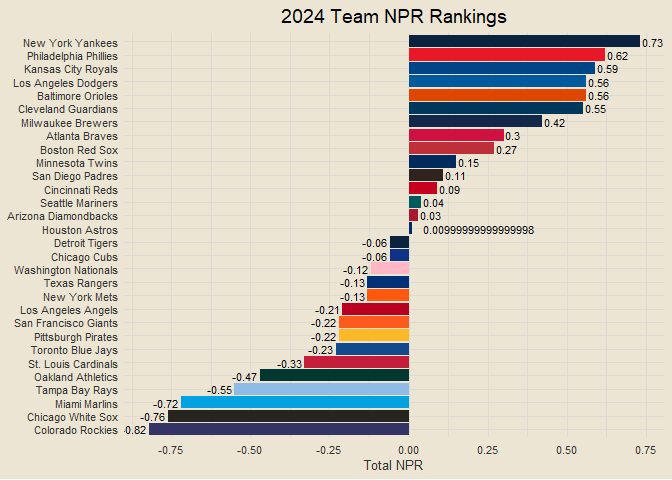 2024 Team NPR Rankings
New York Yankees 0.73
Philadelphia Phillies 0.62
Kansas City Royals 0.59
Los Angeles Dodgers 0.56
Baltimore Orioles 0.56
Cleveland Guardians 0.55
Milwaukee Brewers 0.42
Atlanta Braves 0.3
Boston Red Sox 0.27
Minnesota Twins 0.15
San Diego Padres 0.11
Cincinnati Reds 0.09
Seattle Mariners 0.04
Arizona Diamondbacks 0.03
Houston Astros 0.00999999999999998
Detroit Tigers -0.06
Chicago Cubs -0.06
Washington Nationals -0.12
Texas Rangers -0.13
New York Mets -0.13
Los Angeles Angels -0.21
San Francisco Giants -0.22
Pittsburgh Pirates -0.22
Toronto Blue Jays -0.23
St. Louis Cardinals -0.33
Oakland Athletics -0.47
Tampa Bay Rays -0.55
Miami Marlins -0.72
Chicago White Sox -0.76
Colorado Rockies -0.82
-0.75 -0.50 -0.25 0.00 0.25 0.50 0.75
Total NPR